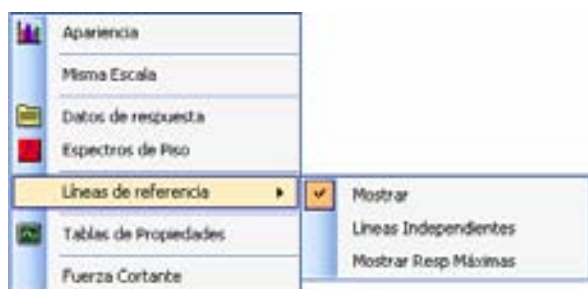 Apariencia
Misma Escala
Datos de respuesta
Espectros de Piso
Líneas de referencia
Mostrar
Líneas Independientes
Mostrar Resp Máximas
Tablas de Propiedades
Fuerza Cortante